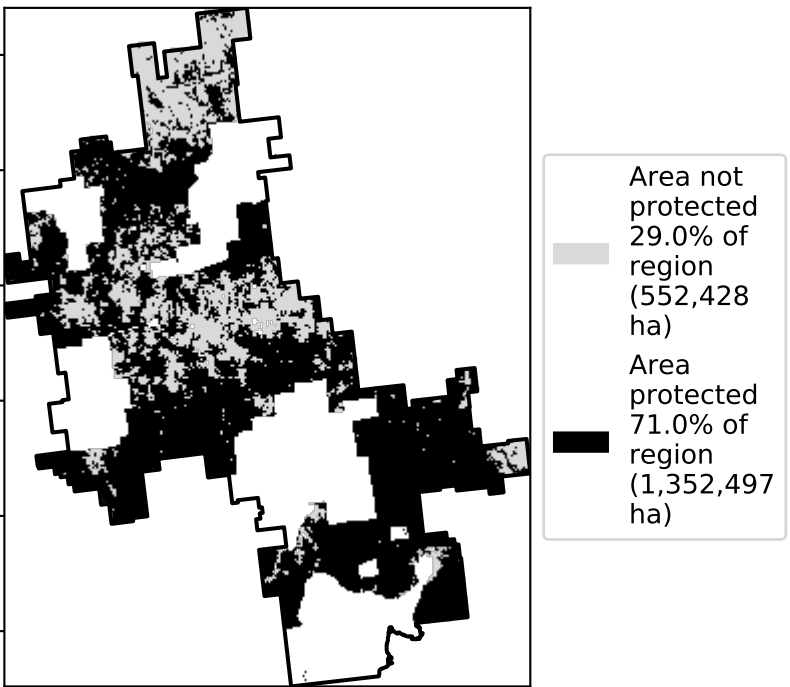 Area not
protected
29.0% of
region
(552,428
ha)
Area
protected
71.0% of
region
(1,352,497
ha)